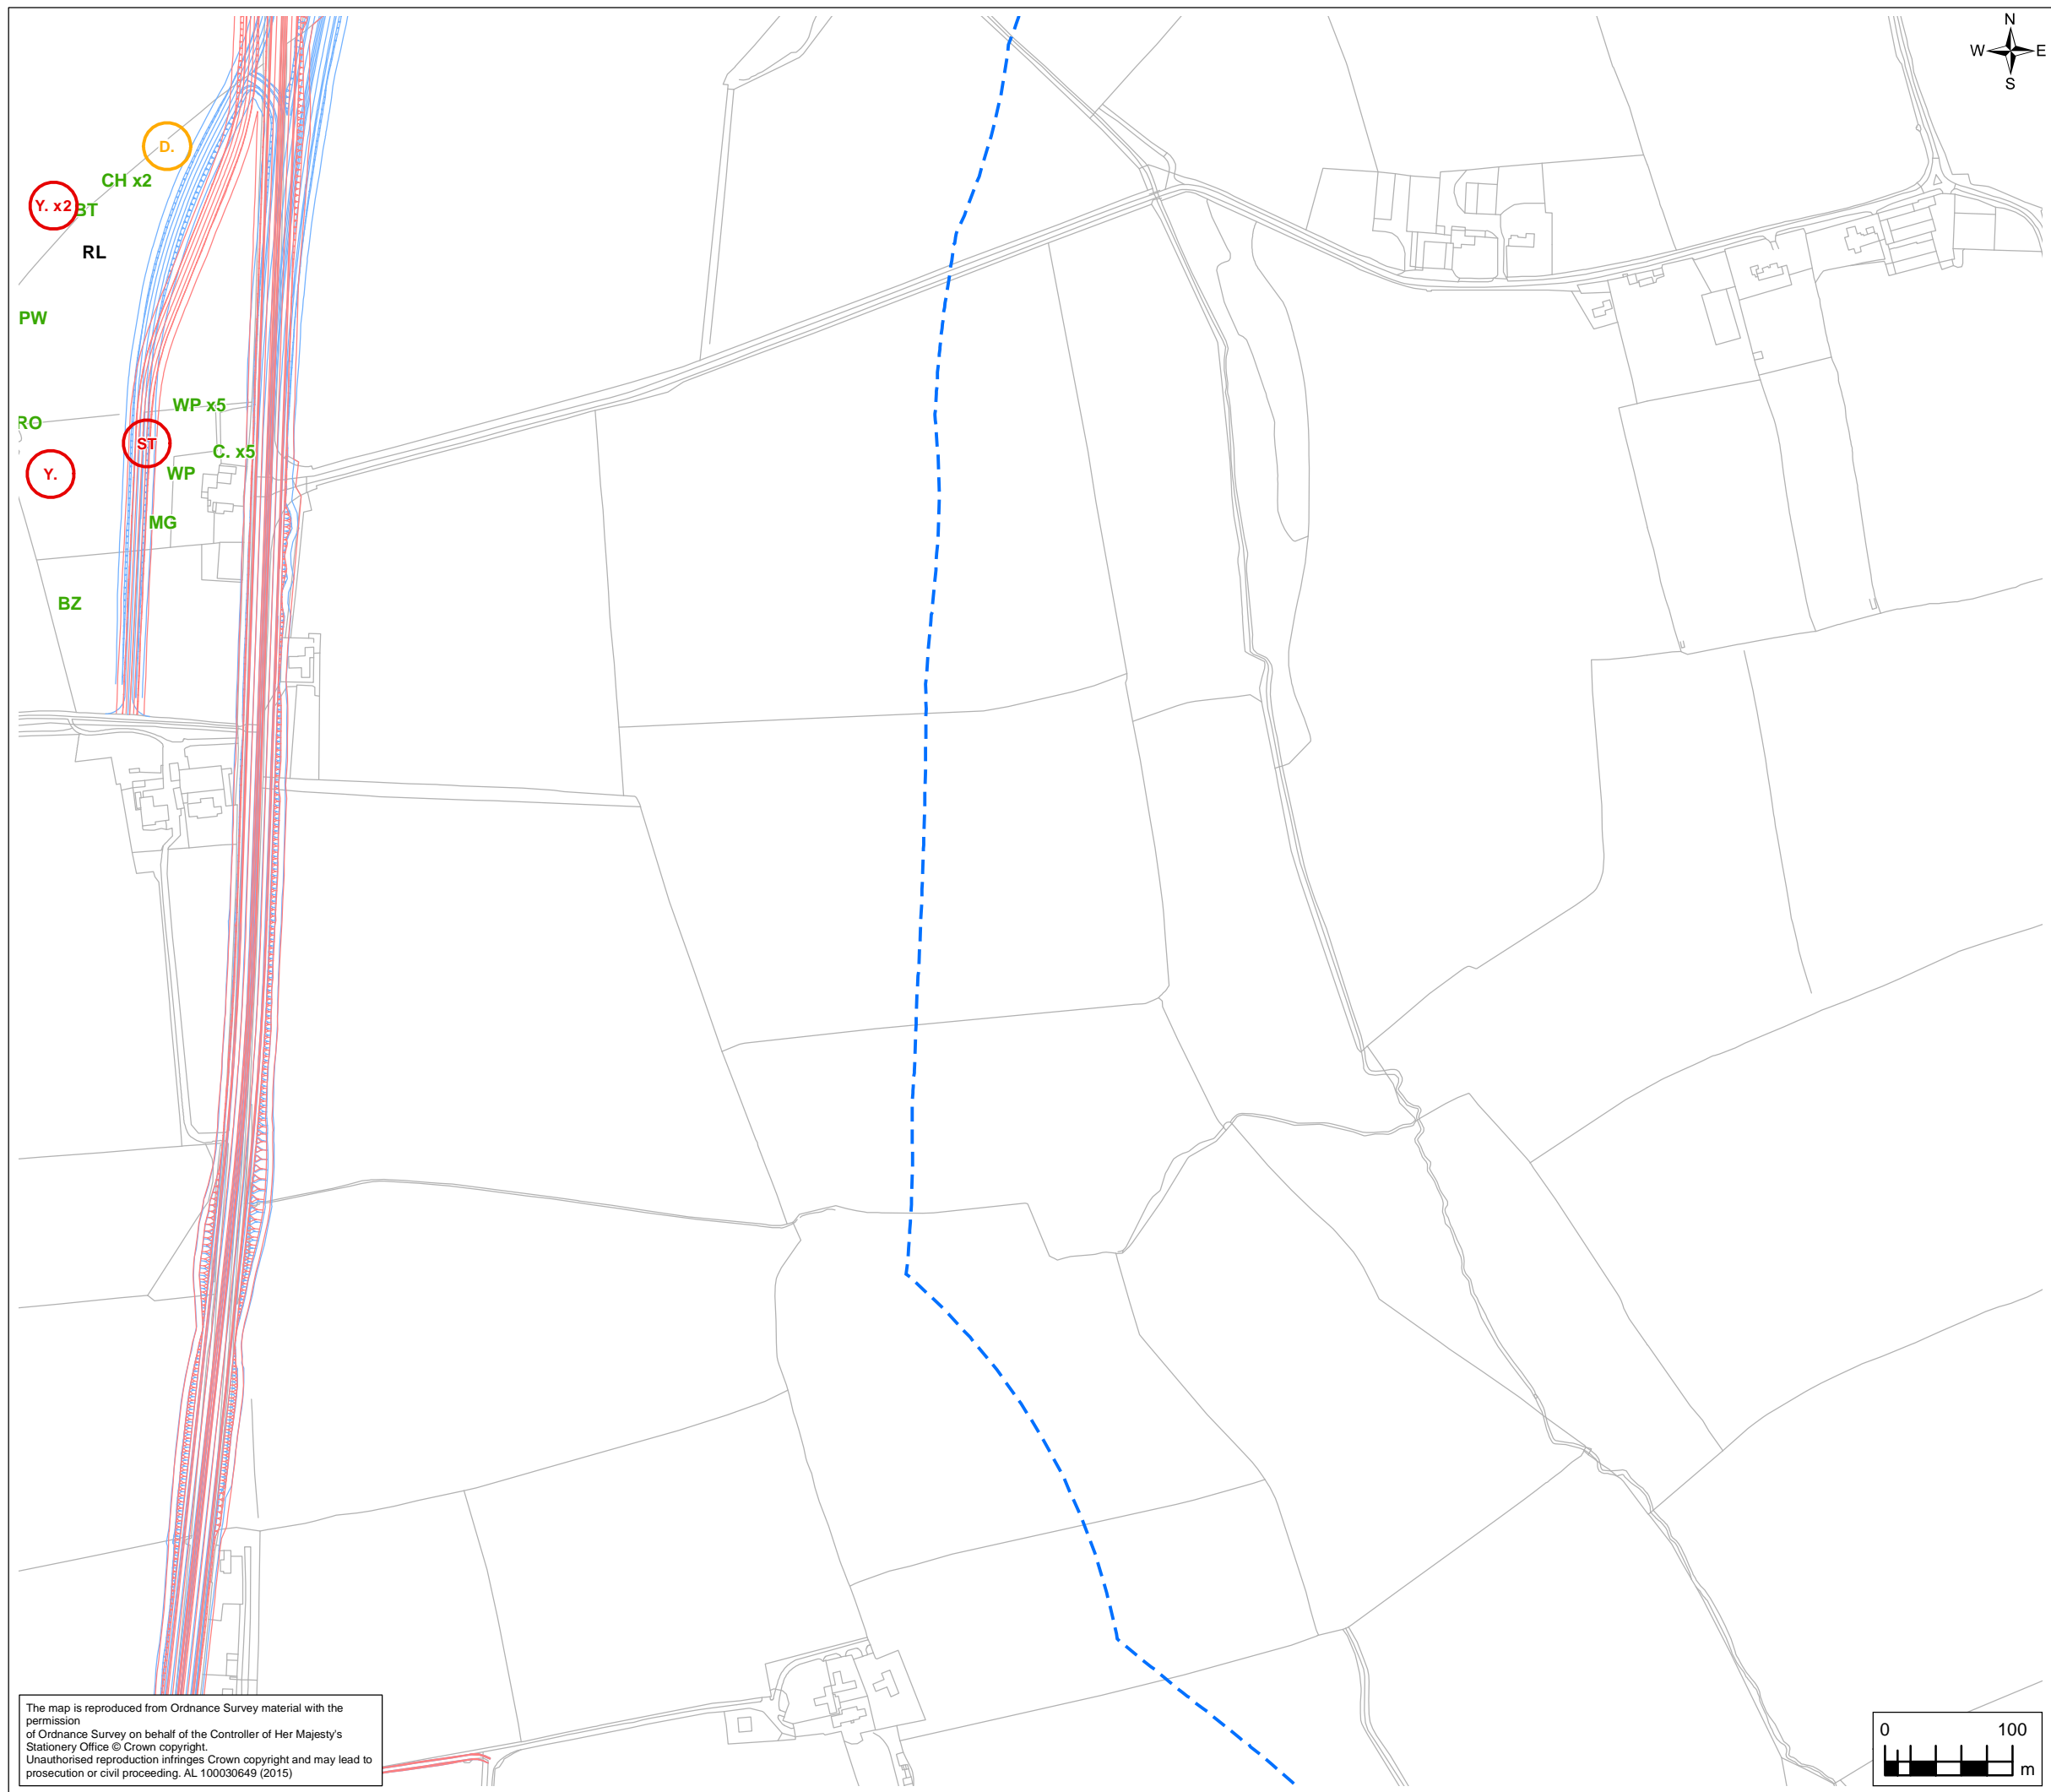 N
W E
S
D.
CH x2
Y. x2
BT
RL
PW
WP x5
RO
ST
C. x5
Y.
WP
MG
BZ
The map is reproduced from Ordnance Survey material with the
permission
of Ordnance Survey on behalf of the Controller of Her Majesty's
Stationery Office © Crown copyright.
Unauthorised reproduction infringes Crown copyright and may lead to
prosecution or civil proceeding. AL 100030649 (2015)
0 100
m